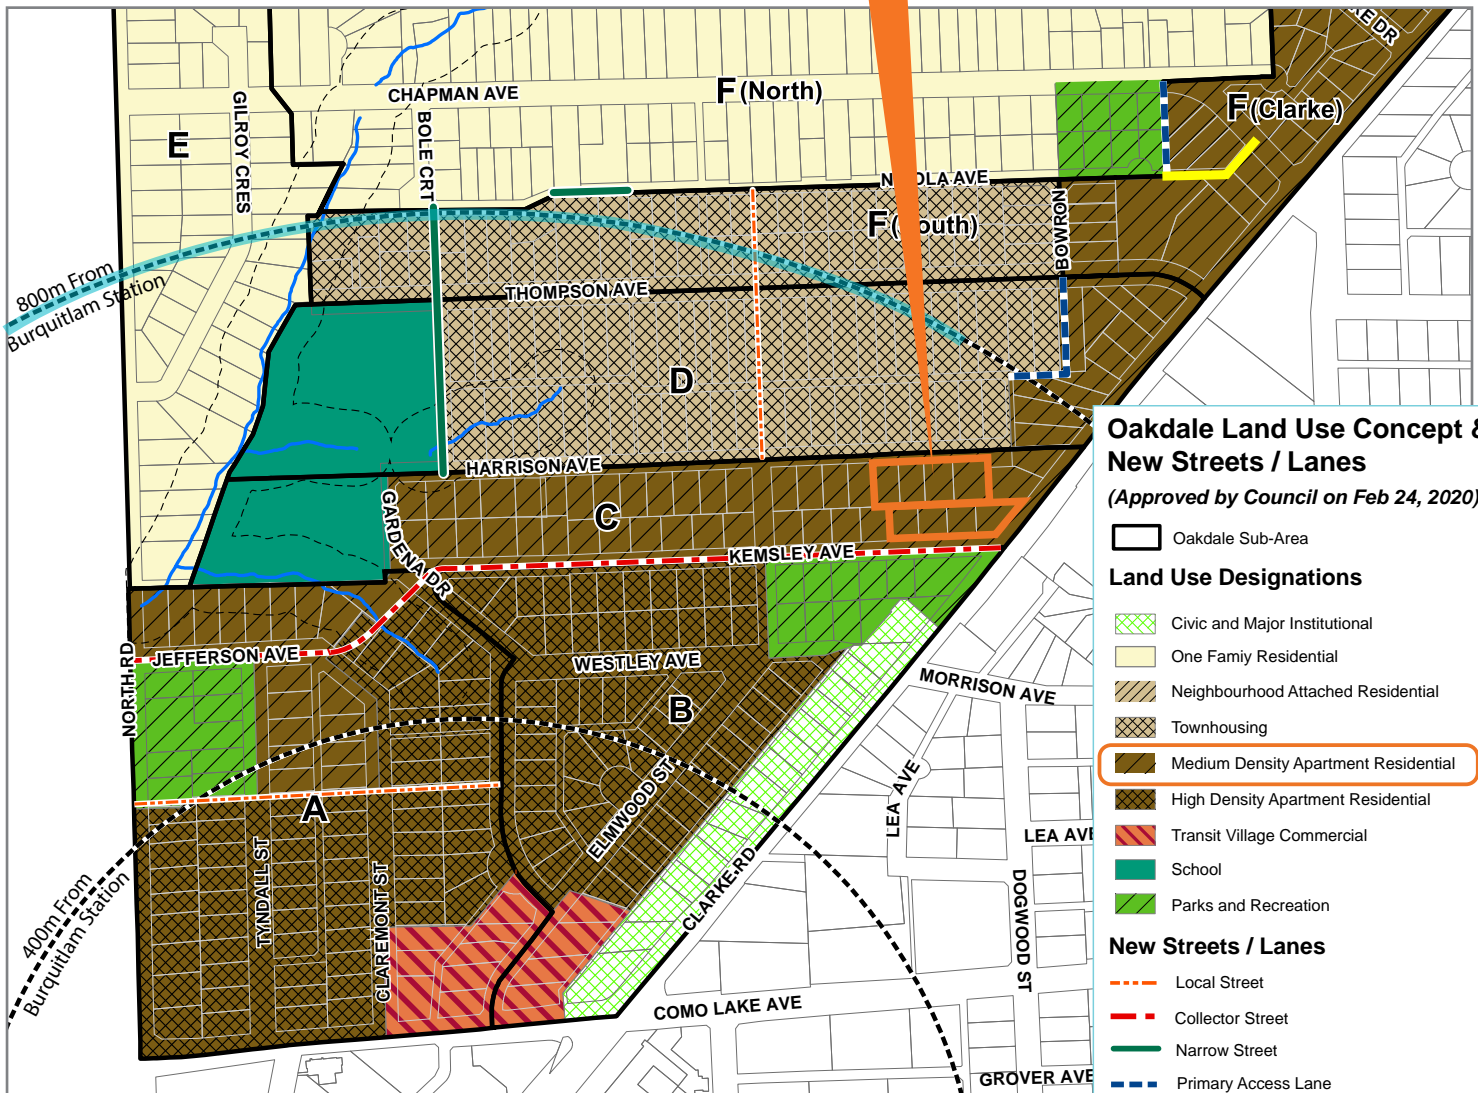 KE DR
CHAPMAN AVE
F (North)
F (Clarke)
E
GILROY CRES
BOLE CRT
AVE
F
BOWRON
800m From
Burquitlam Station
THOMPSON AVE
D
HARRISON AVE
C
GARDENA DR
KEMSLEY AVE
NORTH RD
JEFFERSON AVE
WESTLEY AVE
B
MORRISON AVE
A
ELMWOOD ST
LEA AVE
LEA AVE
TYNDALL ST
CLAREMONT ST
CLARKE RD
DOGWOOD ST
400m From
Burquitlam Station
COMO LAKE AVE
GROVER AVE
Oakdale Land Use Concept &
New Streets / Lanes
(Approved by Council on Feb 24, 2020)
Oakdale Sub-Area
Land Use Designations
Civic and Major Institutional
One Famiy Residential
Neighbourhood Attached Residential
Townhousing
Medium Density Apartment Residential
High Density Apartment Residential
Transit Village Commercial
School
Parks and Recreation
New Streets / Lanes
Local Street
Collector Street
Narrow Street
Primary Access Lane